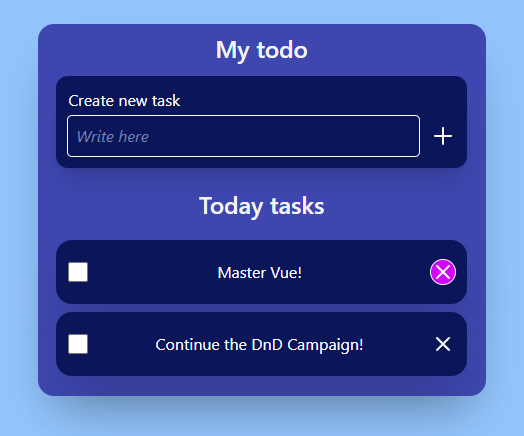 My todo
Create new task
Write here
Today tasks
Master Vue!
Continue the DnD Campaign!